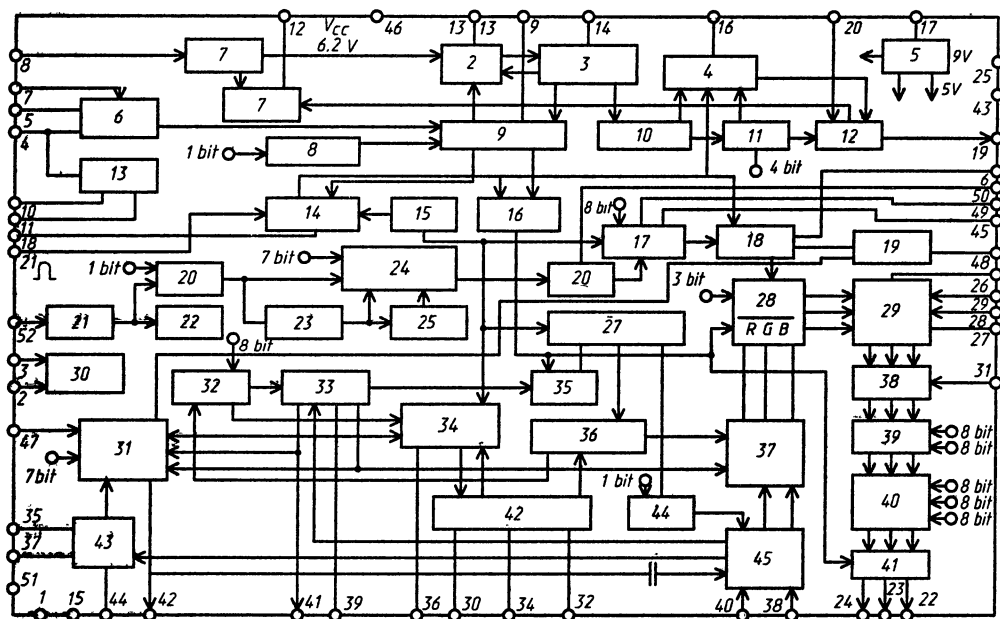 12 V_CC 6.2 V 46 13 13 9 14 16 20 17
8 7 2 3 4 5 9V
25
7 7 5V
43
5 6 9 10 11 12
4 1 bit 8 4 bit 19
13 6
10 14 15 16 8 bit 50
11 17 18 19 49
18 45
21 1 bit 20 7 bit 24 20 48
3 bit 28 29 26
21 22 23 25 27 R G B 29
52 8 bit 28
27
3 30 32 33 35 38 31
2
47 31 34 36 37 39 8 bit
8 bit
7bit 1 bit 40 8 bit
8 bit
8 bit
35 43 42 44 45 41
37
51
1 15 44 42 41 39 36 30 34 32 40 38 24 23 22